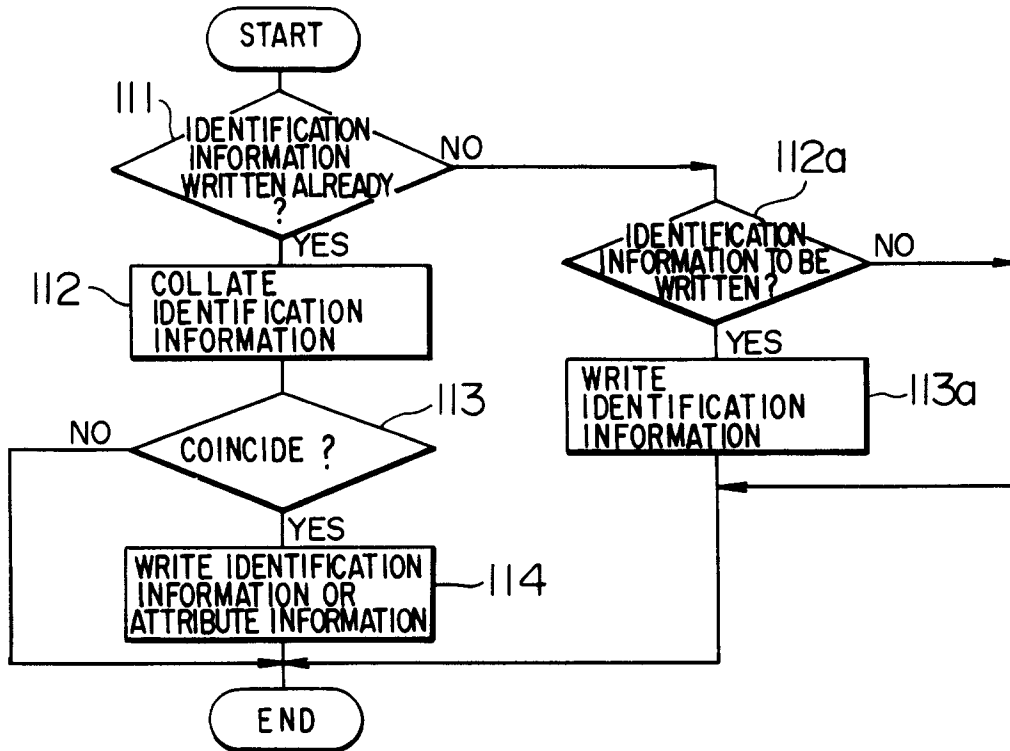 START
111
IDENTIFICATION
INFORMATION
WRITTEN ALREADY
?
NO
YES
112a
IDENTIFICATION
INFORMATION TO BE
WRITTEN?
NO
YES
112
COLLATE
IDENTIFICATION
INFORMATION
WRITE
IDENTIFICATION
INFORMATION
113a
113
COINCIDE ?
NO
YES
WRITE IDENTIFICATION
INFORMATION OR
ATTRIBUTE INFORMATION
114
END